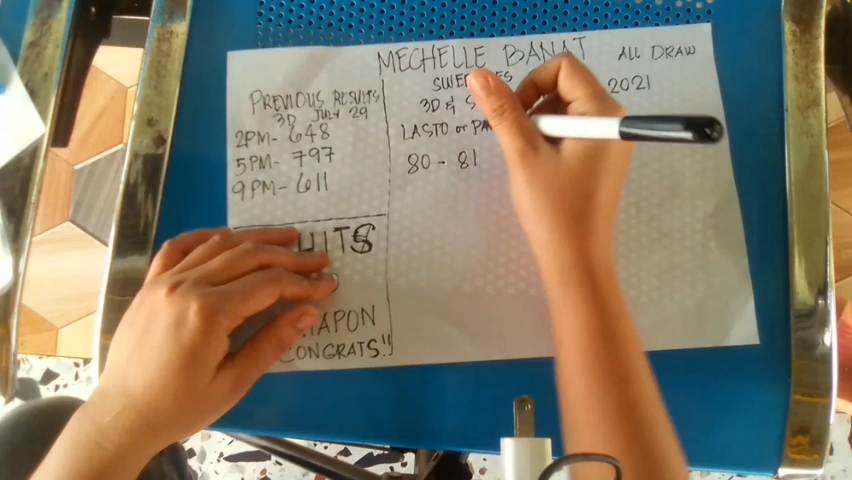 MECHELLE BANAT ALL DRAW
2021
3D &
LASTO or
80 - 81
PREVIOUS RESULTS
3D JULY 29
2PM- 648
5PM- 797
9PM- 611
HITS
CONGRATS!!